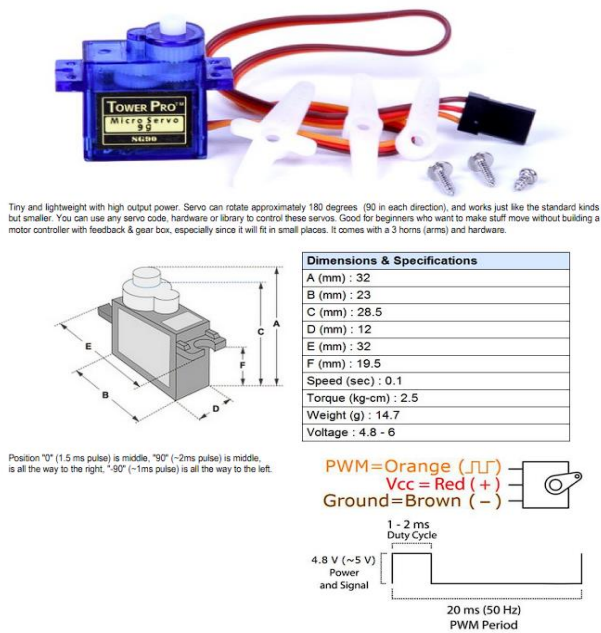 TOWER PRO™
Micro Servo
9g
SG90
Tiny and lightweight with high output power. Servo can rotate approximately 180 degrees (90 in each direction), and works just like the standard kinds
but smaller. You can use any servo code, hardware or library to control these servos. Good for beginners who want to make stuff move without building a
motor controller with feedback & gear box, especially since it will fit in small places. It comes with a 3 horns (arms) and hardware.
A
C
E
F
B
D
Dimensions & Specifications
A (mm) : 32
B (mm) : 23
C (mm) : 28.5
D (mm) : 12
E (mm) : 32
F (mm) : 19.5
Speed (sec) : 0.1
Torque (kg-cm) : 2.5
Weight (g) : 14.7
Voltage : 4.8 - 6
Position "0" (1.5 ms pulse) is middle, "90" (~2ms pulse) is middle,
is all the way to the right, "-90" (~1ms pulse) is all the way to the left.
PWM=Orange (⎍⎍)
Vcc = Red ( + )
Ground=Brown ( − )
1 - 2 ms
Duty Cycle
4.8 V (~5 V)
Power
and Signal
20 ms (50 Hz)
PWM Period